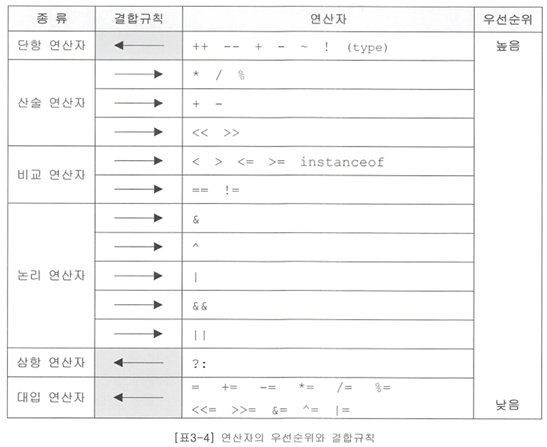 종 류 결합규칙 연산자 우선순위
단항 연산자 ++ -- + - ~ ! (type) 높음
산술 연산자 * / %
+ -
<< >>
비교 연산자 < > <= >= instanceof
== !=
논리 연산자 &
^
|
&&
||
삼항 연산자 ?:
대입 연산자 = += -= *= /= %=
<<= >>= &= ^= |= 낮음
[표3-4] 연산자의 우선순위와 결합규칙